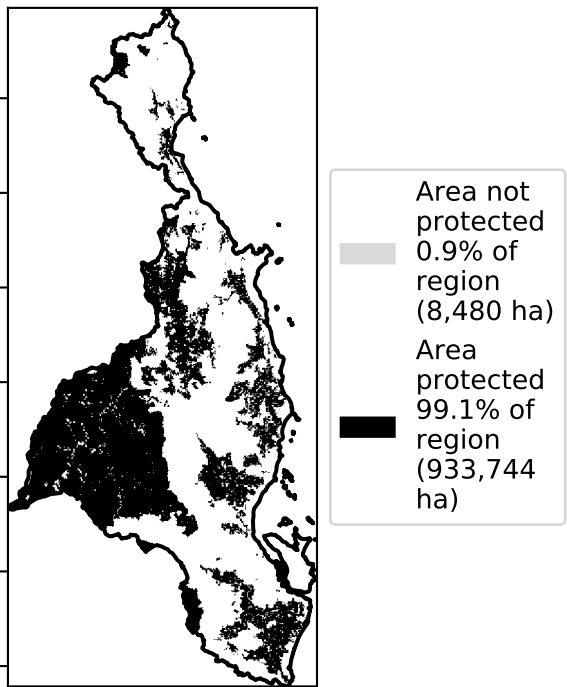 Area not
protected
0.9% of
region
(8,480 ha)
Area
protected
99.1% of
region
(933,744
ha)